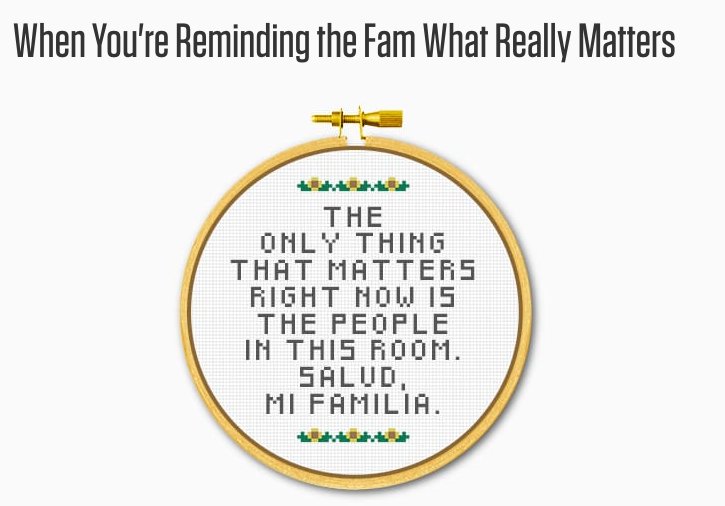 When You're Reminding the Fam What Really Matters
THE
ONLY THING
THAT MATTERS
RIGHT NOW IS
THE PEOPLE
IN THIS ROOM.
SALUD,
MI FAMILIA.